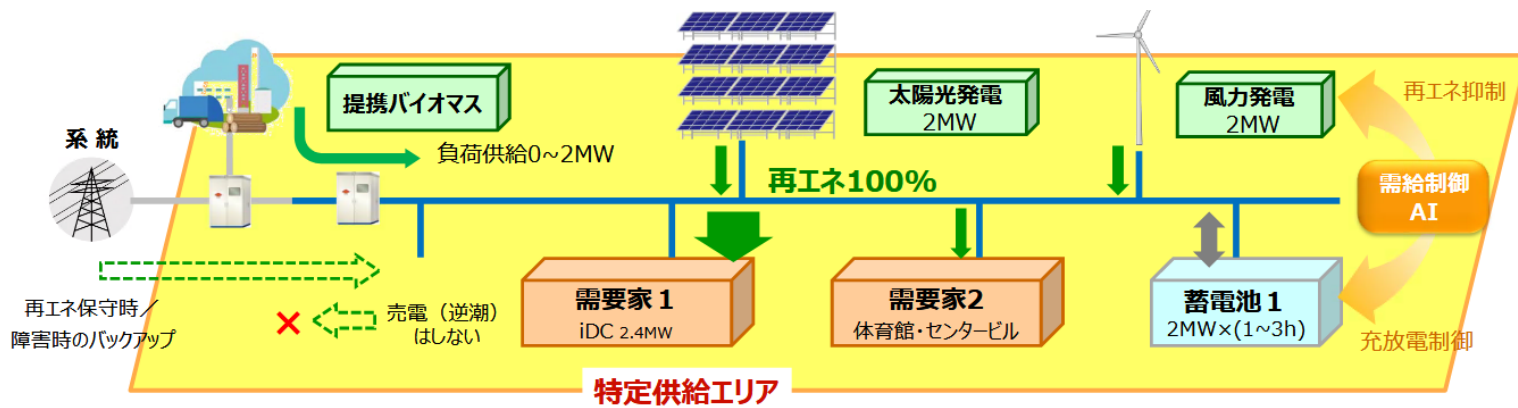 提携バイオマス
太陽光発電
2MW
風力発電
2MW
再エネ抑制
系統
負荷供給0~2MW
再エネ100%
需給制御
AI
再エネ保守時／
障害時のバックアップ
売電（逆潮）
はしない
需要家1
iDC 2.4MW
需要家2
体育館・センタービル
蓄電池1
2MW×(1~3h)
充放電制御
特定供給エリア